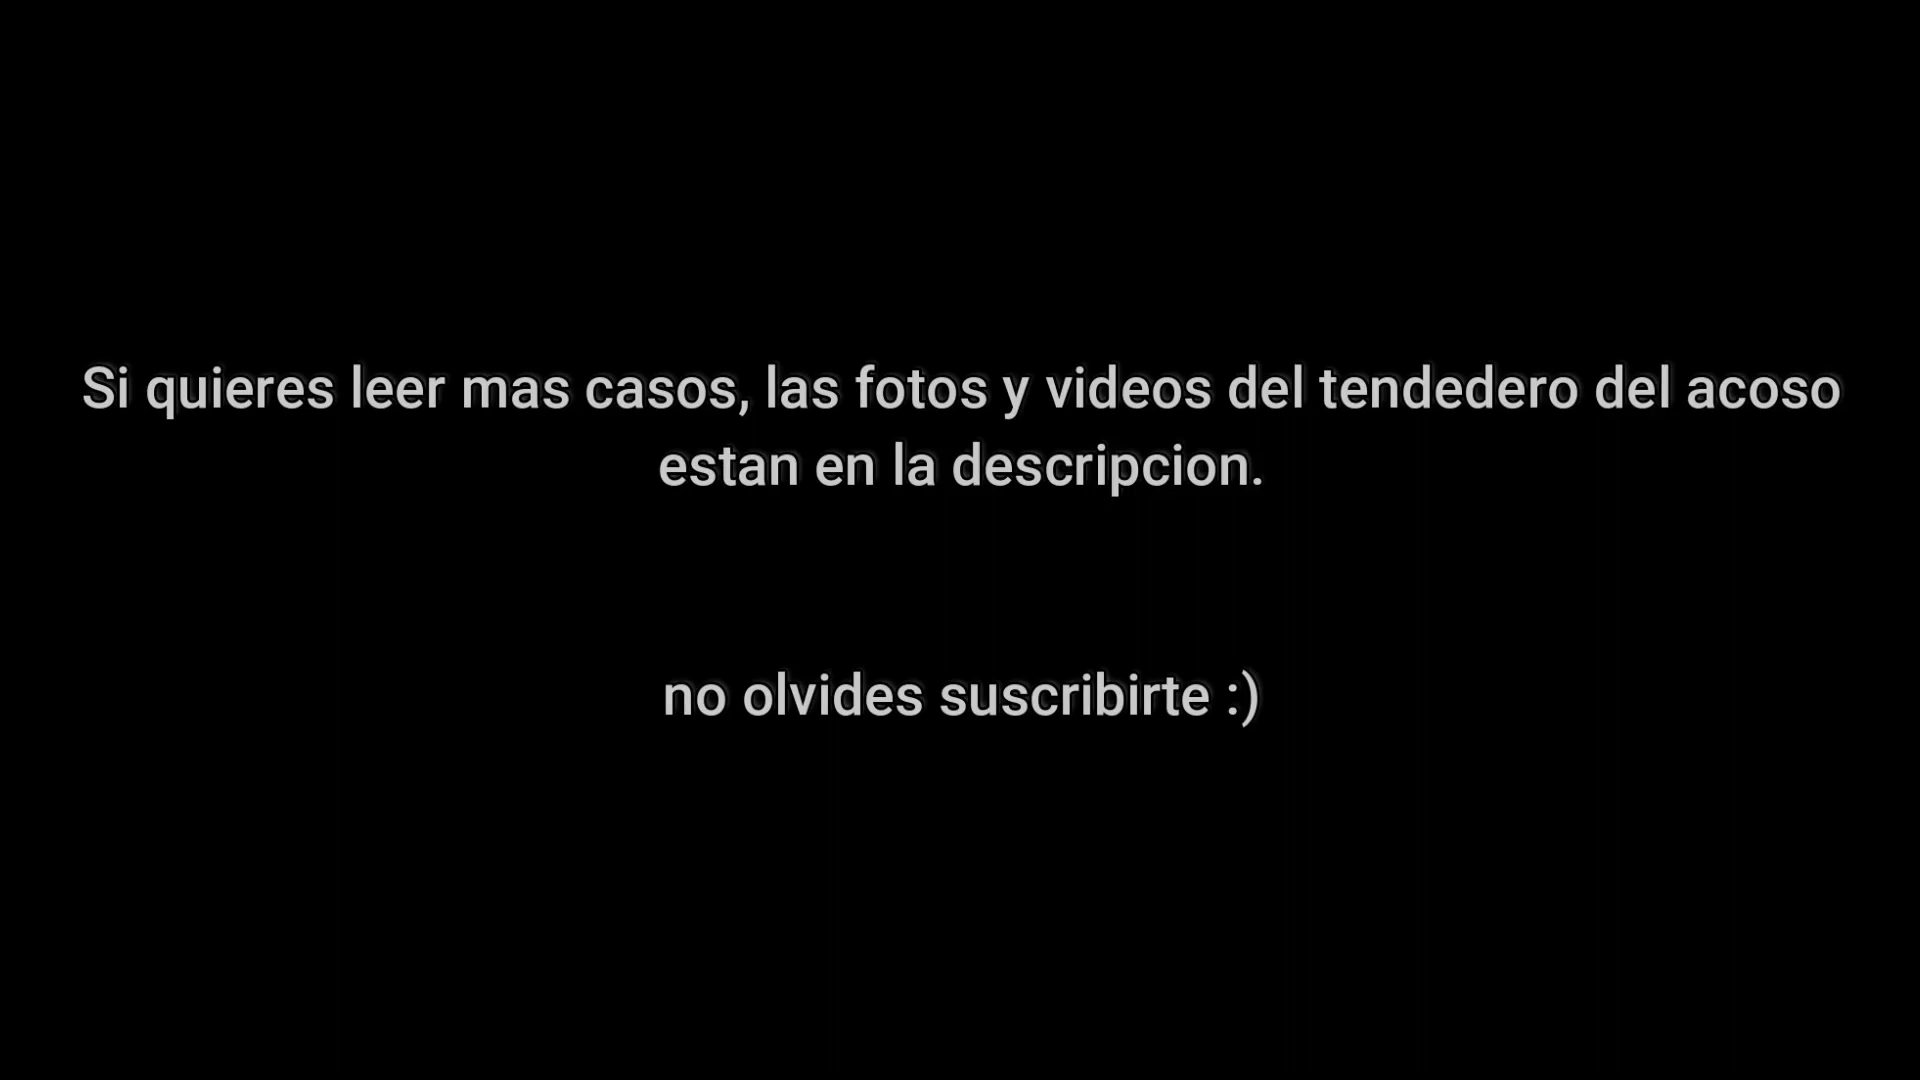 Si quieres leer mas casos, las fotos y videos del tendedero del acoso
estan en la descripcion.
no olvides suscribirte :)